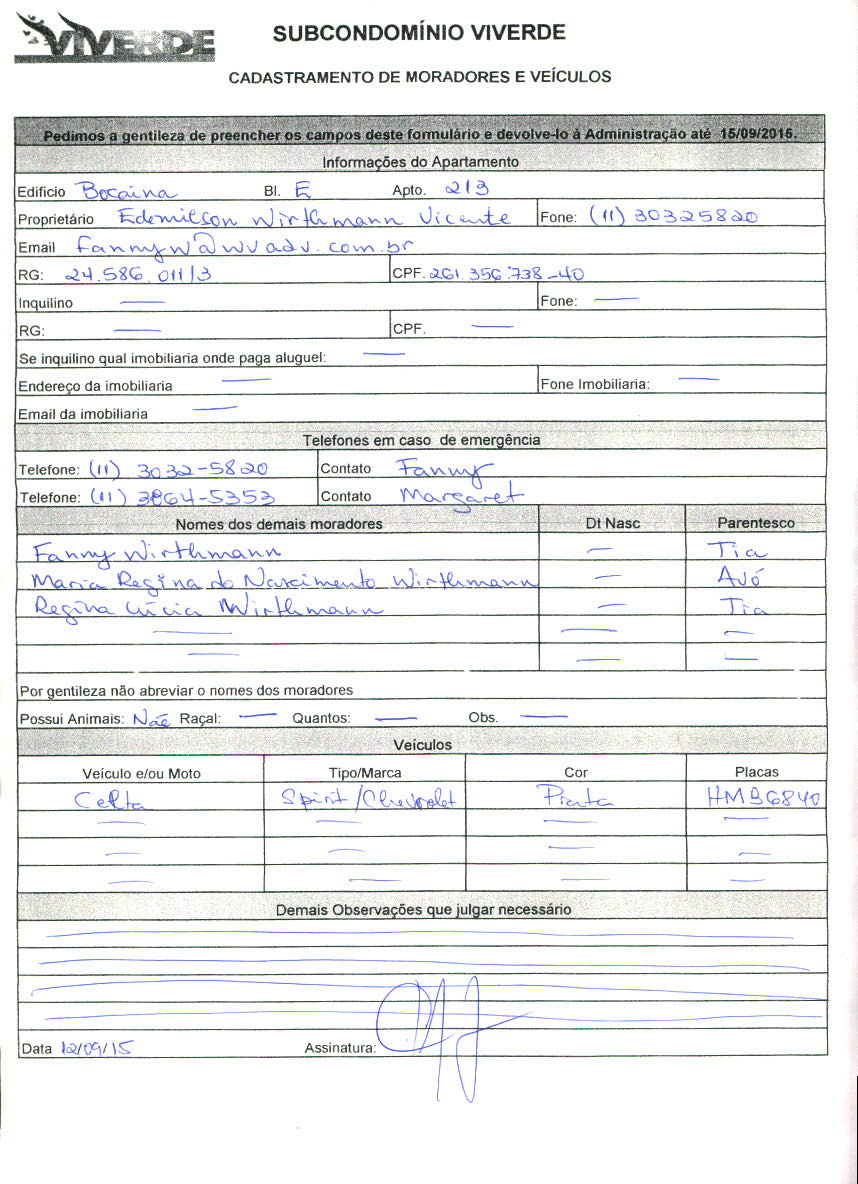 VIVERDE
SUBCONDOMÍNIO VIVERDE
CADASTRAMENTO DE MORADORES E VEÍCULOS
Pedimos a gentileza de preencher os campos deste formulário e devolve-lo à Administração até 15/09/2015.
Informações do Apartamento
Edificio Bocaina Bl. E Apto. 213
Proprietário Edemilson Wirthmann Vicente Fone: (11) 30325820
Email fannyw@wvadv.com.br
RG: 24.586.011/3 CPF. 261.356.738-40
Inquilino — Fone: —
RG: — CPF. —
Se inquilino qual imobiliaria onde paga aluguel: —
Endereço da imobiliaria — Fone Imobiliaria: —
Email da imobiliaria —
Telefones em caso de emergência
Telefone: (11) 3032-5820 Contato Fanny
Telefone: (11) 3864-5353 Contato Margaret
Nomes dos demais moradores Dt Nasc Parentesco
Fanny Wirthmann — Tia
Maria Regina do Nascimento Wirthmann — Avó
Regina Lúcia Wirthmann — Tia
— — —
— — —
Por gentileza não abreviar o nomes dos moradores
Possui Animais: Não Raçal: — Quantos: — Obs. —
Veículos
Veículo e/ou Moto Tipo/Marca Cor Placas
Celta Spirit/Chevrolet Prata HMB6840
— — — —
— — — —
— — — —
Demais Observações que julgar necessário
Data 12/09/15 Assinatura: